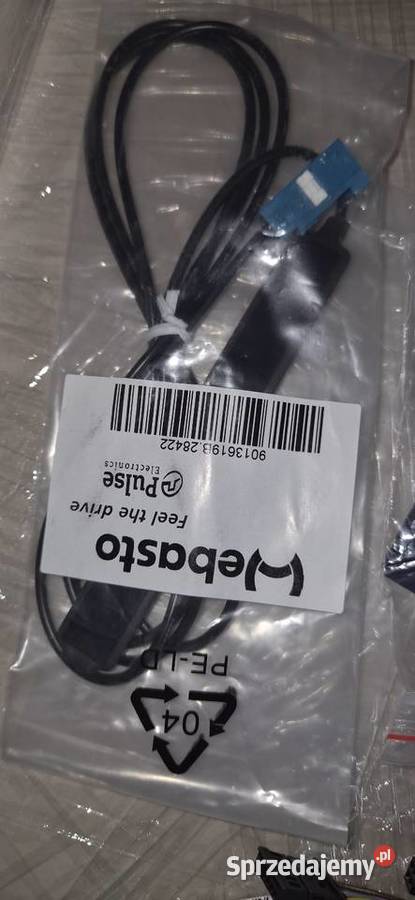 Webasto
Feel the drive
Pulse
Electronics
9013619B.28422
PE-LD
04
Sprzedajemy.pl